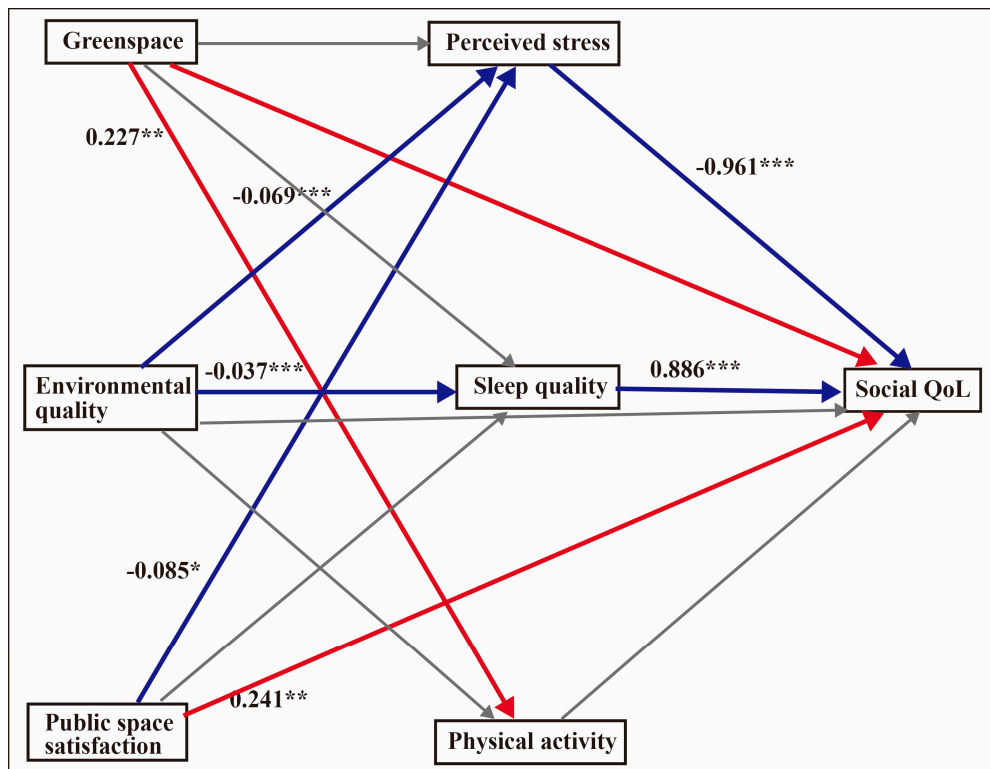 Greenspace
Perceived stress
0.227**
-0.961***
-0.069***
-0.037***
0.886***
Environmental
quality
Sleep quality
Social QoL
-0.085*
0.241**
Public space
satisfaction
Physical activity